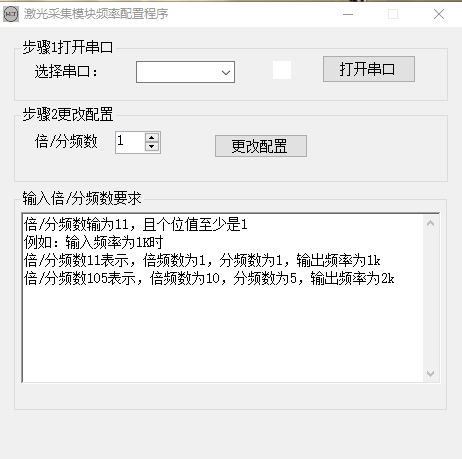 激光采集模块频率配置程序
步骤1打开串口
选择串口：
打开串口
步骤2更改配置
倍/分频数
1
更改配置
输入倍/分频数要求
倍/分频数输为11，且个位值至少是1
例如：输入频率为1K时
倍/分频数11表示，倍频数为1，分频数为1，输出频率为1k
倍/分频数105表示，倍频数为10，分频数为5，输出频率为2k